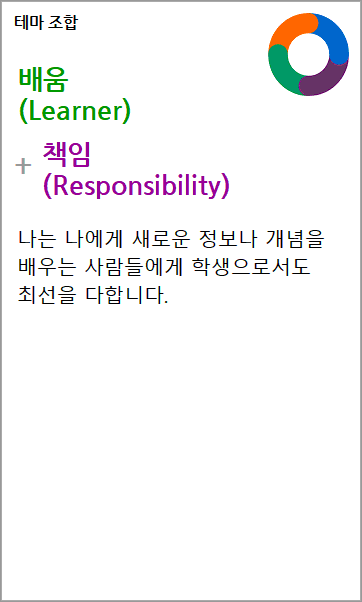 테마 조합
배움
(Learner)
+ 책임
(Responsibility)
나는 나에게 새로운 정보나 개념을
배우는 사람들에게 학생으로서도
최선을 다합니다.